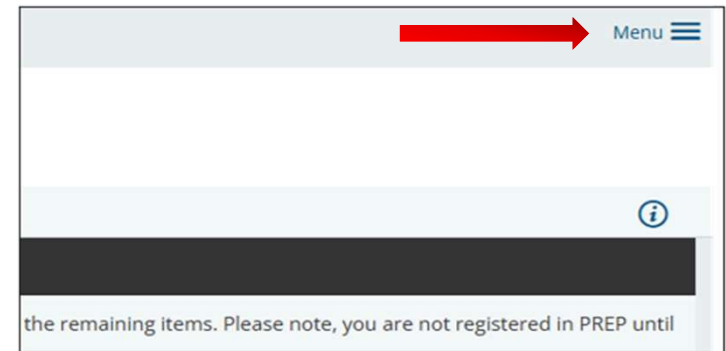 Menu
the remaining items. Please note, you are not registered in PREP until